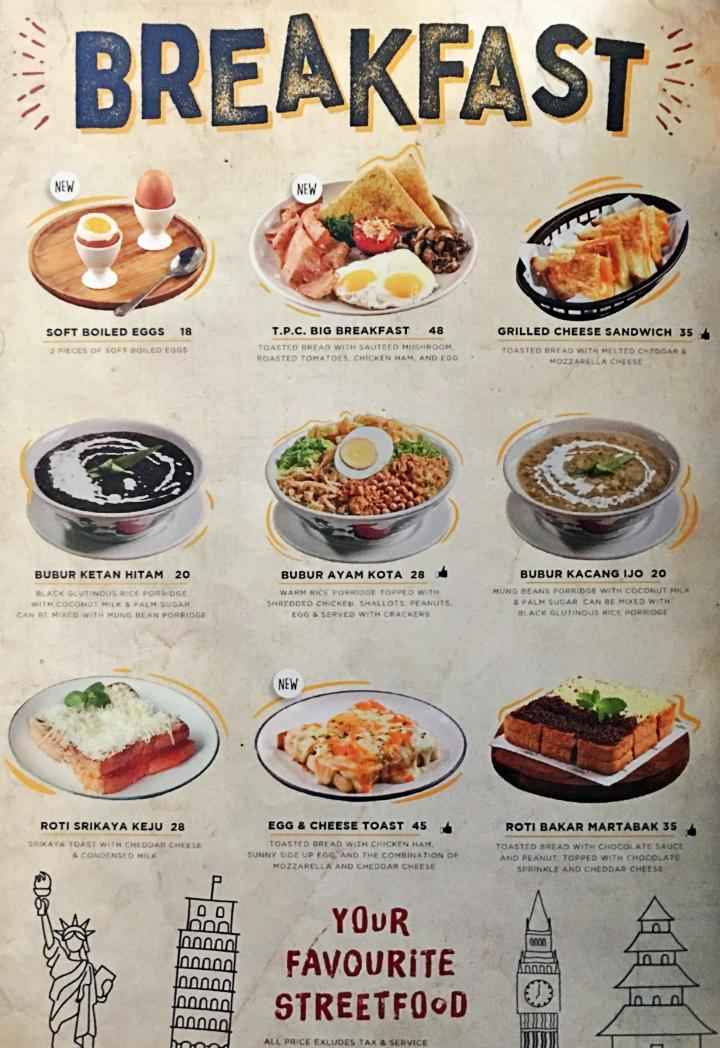 BREAKFAST
NEW
SOFT BOILED EGGS 18
2 PIECES OF SOFT BOILED EGGS
NEW
T.P.C. BIG BREAKFAST 48
TOASTED BREAD WITH SAUTEED MUSHROOM,
ROASTED TOMATOES, CHICKEN HAM, AND EGG
GRILLED CHEESE SANDWICH 35
TOASTED BREAD WITH MELTED CHEDDAR &
MOZZARELLA CHEESE
BUBUR KETAN HITAM 20
BLACK GLUTINOUS RICE PORRIDGE
WITH COCONUT MILK & PALM SUGAR
CAN BE MIXED WITH MUNG BEAN PORRIDGE
BUBUR AYAM KOTA 28
WARM RICE PORRIDGE TOPPED WITH
SHREDDED CHICKEN, SHALLOTS, PEANUTS,
EGG & SERVED WITH CRACKERS
BUBUR KACANG IJO 20
MUNG BEANS PORRIDGE WITH COCONUT MILK
& PALM SUGAR CAN BE MIXED WITH
BLACK GLUTINOUS RICE PORRIDGE
ROTI SRIKAYA KEJU 28
SRIKAYA TOAST WITH CHEDDAR CHEESE
& CONDENSED MILK
NEW
EGG & CHEESE TOAST 45
TOASTED BREAD WITH CHICKEN HAM,
SUNNY SIDE UP EGG, AND THE COMBINATION OF
MOZZARELLA AND CHEDDAR CHEESE
ROTI BAKAR MARTABAK 35
TOASTED BREAD WITH CHOCOLATE SAUCE
AND PEANUT, TOPPED WITH CHOCOLATE
SPRINKLE AND CHEDDAR CHEESE
YOUR
FAVOURITE
STREETFOOD
ALL PRICE EXLUDES TAX & SERVICE